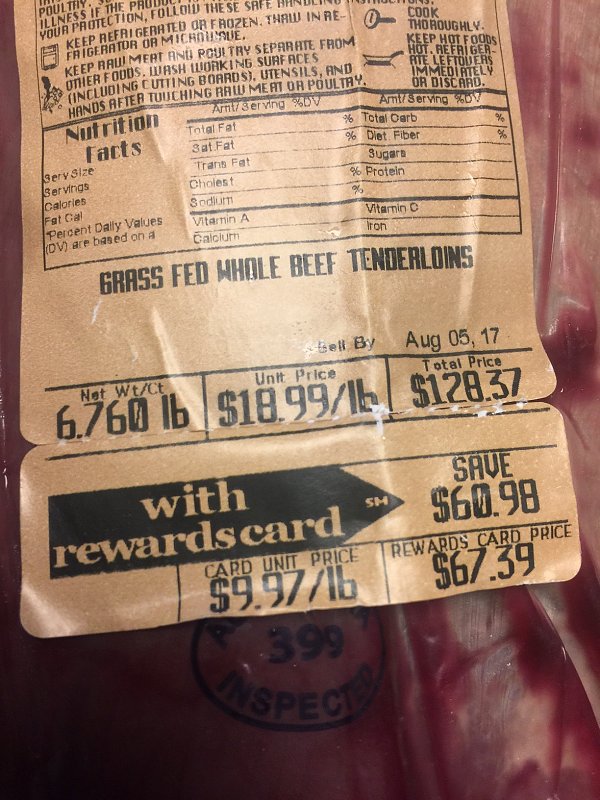 POULTRY.
ILLNESS IF THE PRODUCT
YOUR PROTECTION, FOLLOW THESE SAFE HANDLING INSTRUCTIONS.
KEEP REFRIGERATED OR FROZEN. THAW IN RE-
FRIGERATOR OR MICROWAVE.
KEEP RAW MEAT AND POULTRY SEPARATE FROM
OTHER FOODS. WASH WORKING SURFACES
(INCLUDING CUTTING BOARDS), UTENSILS, AND
HANDS AFTER TOUCHING RAW MEAT OR POULTRY.
COOK
THOROUGHLY.
KEEP HOT FOODS
HOT. REFRIGER-
ATE LEFTOVERS
IMMEDIATELY
OR DISCARD.
Nutrition
Facts
Serv Size
Servings
Calories
Fat Cal
*Percent Daily Values
(DV) are based on a
Amt/Serving %DV
Total Fat %
Sat.Fat %
Trans Fat
Cholest %
Sodium %
Vitamin A
Calcium
Amt/Serving %DV
Total Carb %
Diet. Fiber %
Sugars
Protein
Vitamin C
Iron
GRASS FED WHOLE BEEF TENDERLOINS
Sell By Aug 05, 17
Net Wt/Ct Unit Price Total Price
6.760 lb $18.99/lb $128.37
with
rewardscard SM
SAVE
$60.98
CARD UNIT PRICE REWARDS CARD PRICE
$9.97/lb $67.39
399
INSPECTED